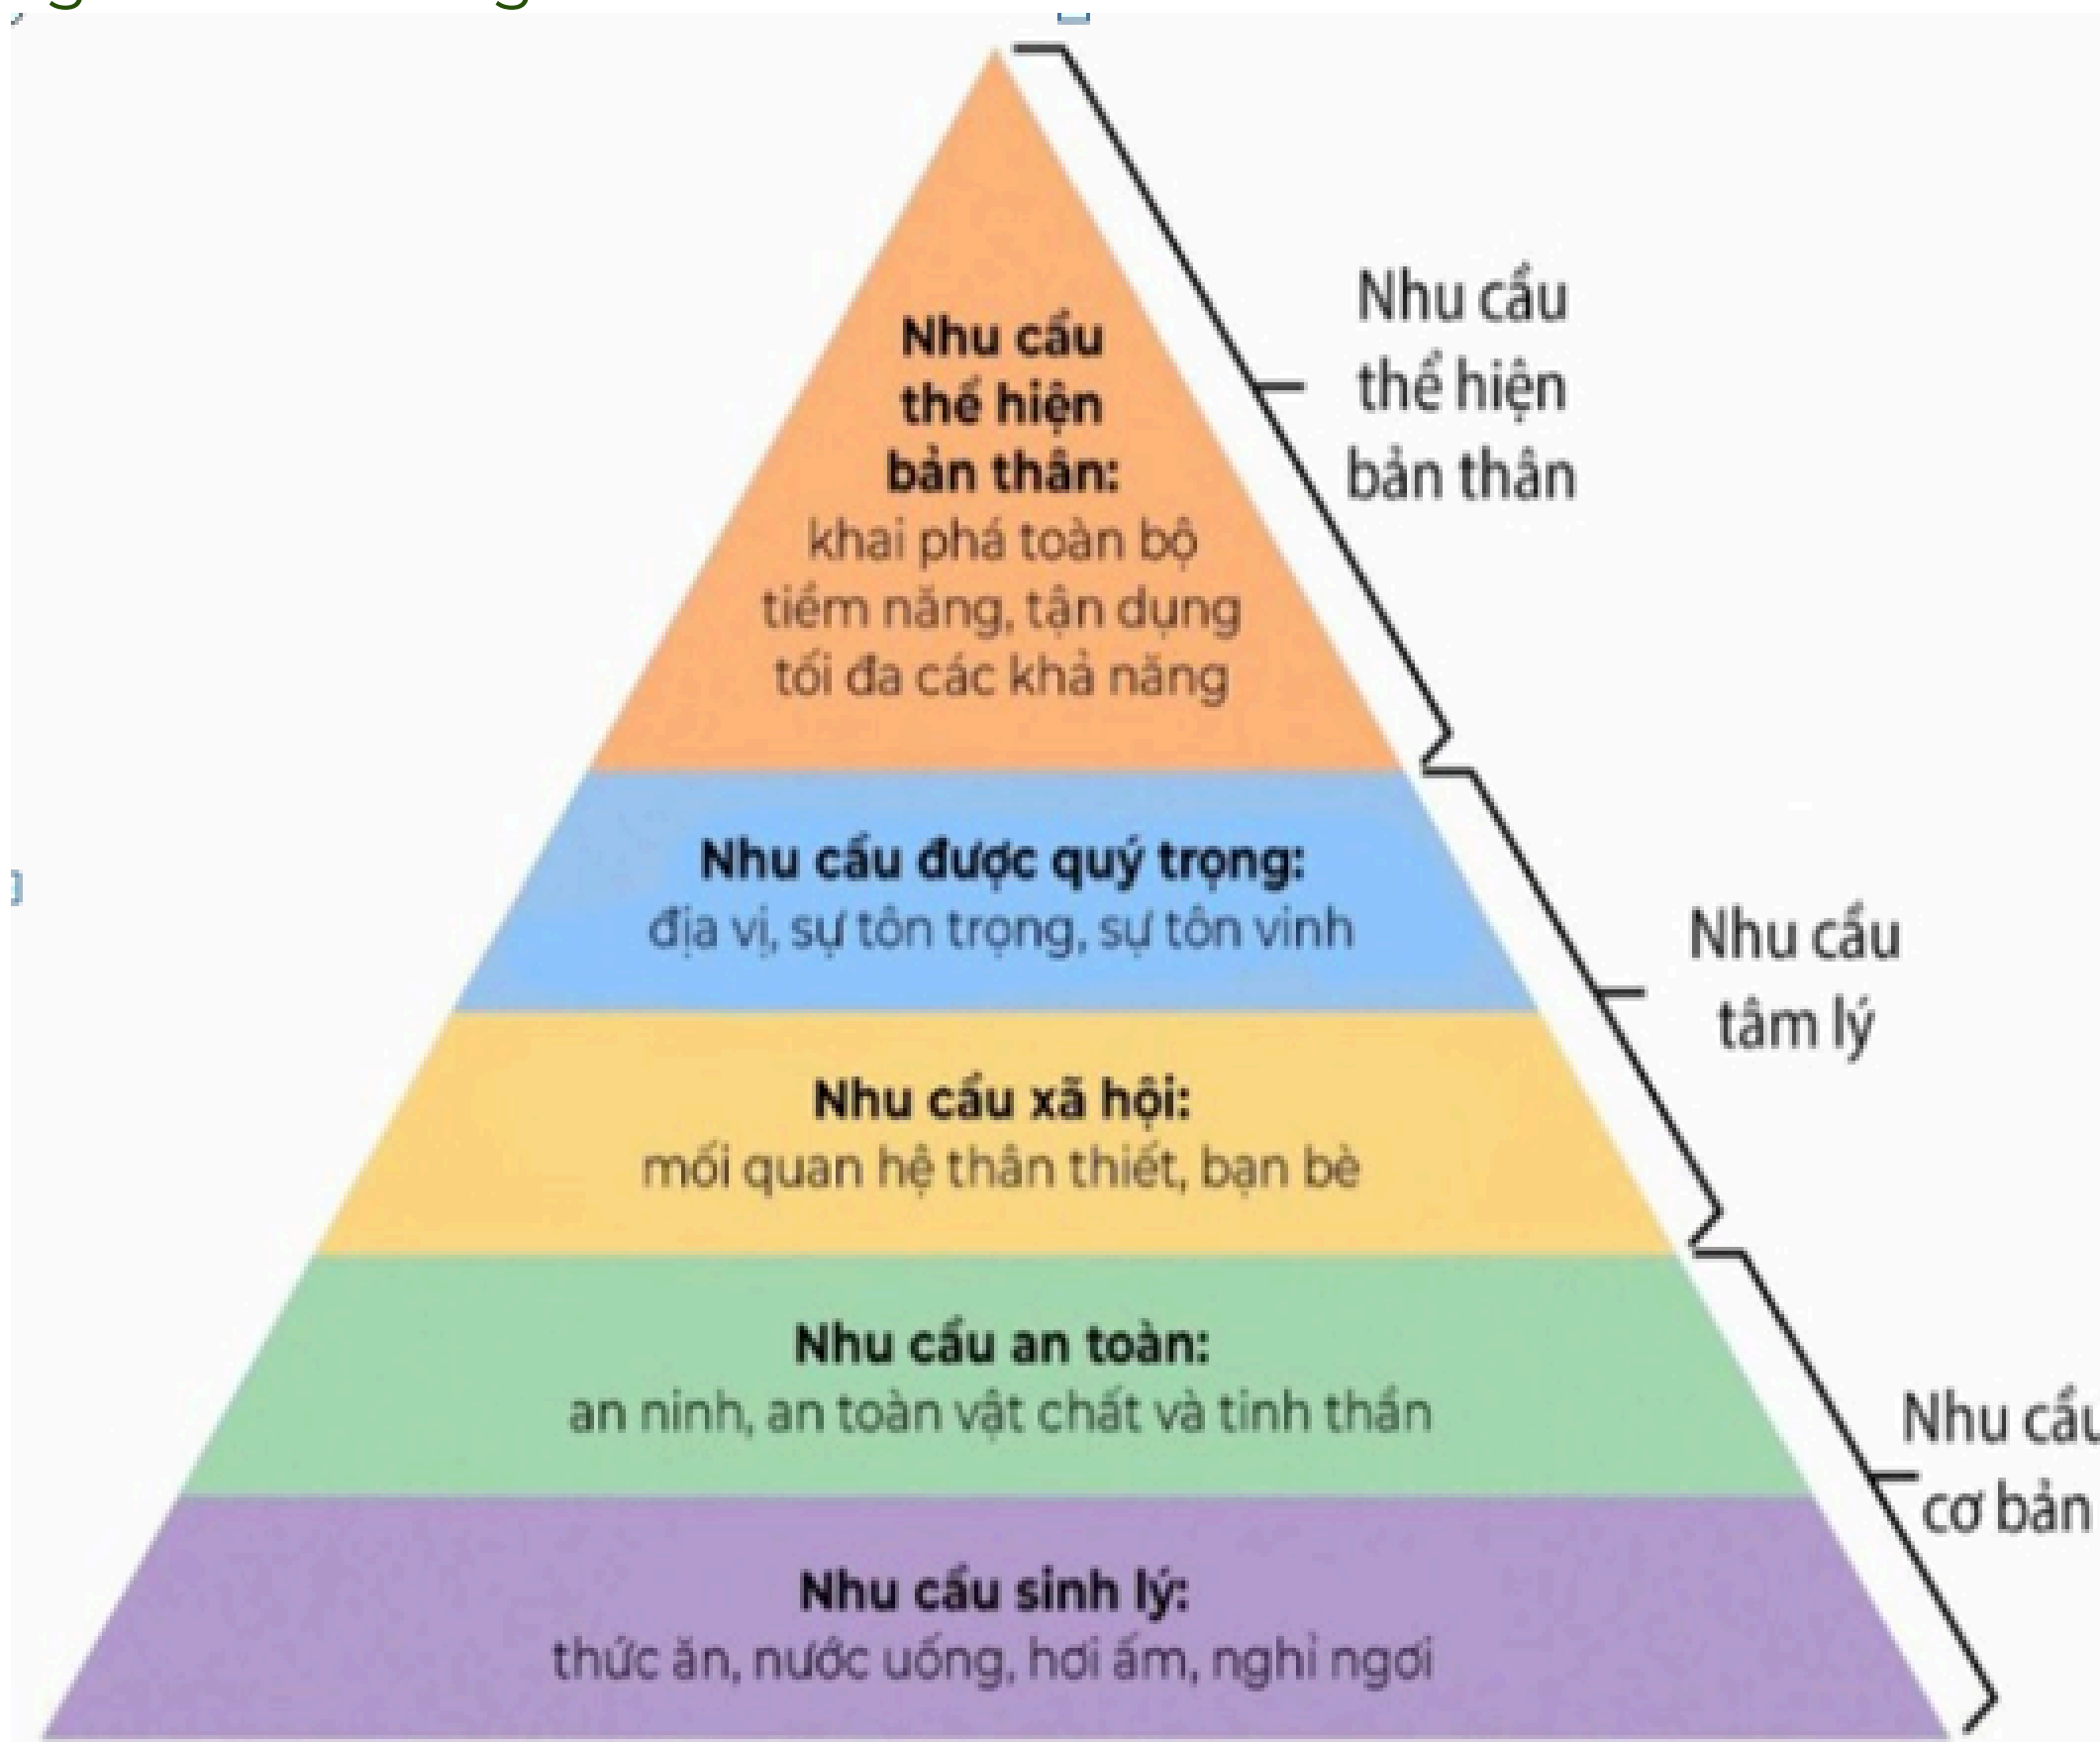 Nhu cầu
thể hiện
bản thân:
khai phá toàn bộ
tiềm năng, tận dụng
tối đa các khả năng
Nhu cầu
thể hiện
bản thân
Nhu cầu được quý trọng:
địa vị, sự tôn trọng, sự tôn vinh
Nhu cầu
tâm lý
Nhu cầu xã hội:
mối quan hệ thân thiết, bạn bè
Nhu cầu an toàn:
an ninh, an toàn vật chất và tinh thần
Nhu cầu
cơ bản
Nhu cầu sinh lý:
thức ăn, nước uống, hơi ấm, nghỉ ngơi